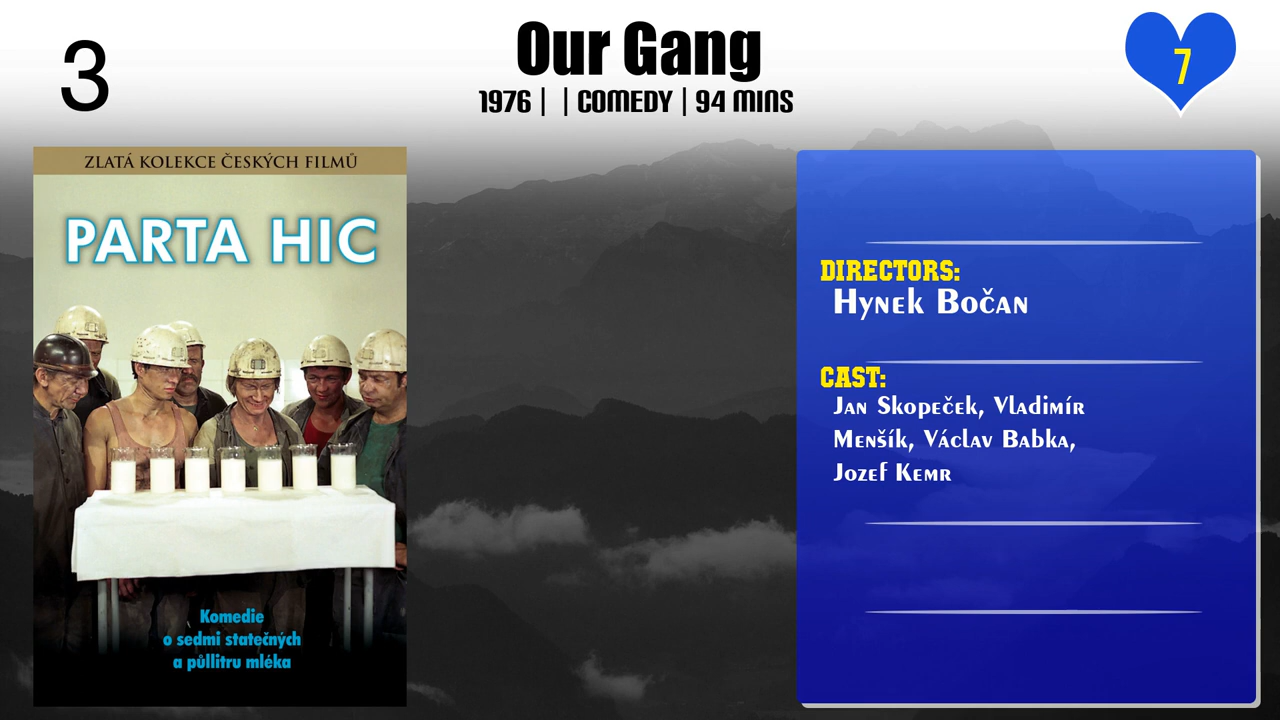 3
Our Gang
1976 | | COMEDY | 94 MINS
7
ZLATÁ KOLEKCE ČESKÝCH FILMŮ
PARTA HIC
Komedie
o sedmi statečných
a půllitru mléka
DIRECTORS:
Hynek Bočan
CAST:
Jan Skopeček, Vladimír
Menšík, Václav Babka,
Jozef Kemr